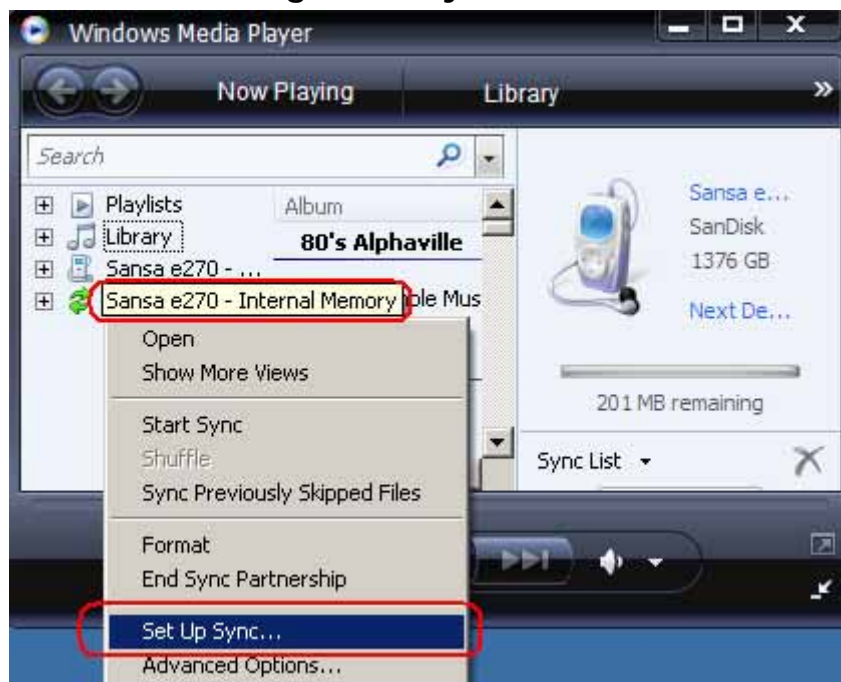 Windows Media Player
Now Playing
Library
»
Search
Playlists
Album
Library
80's Alphaville
Sansa e270 - ...
Sansa e270 - Internal Memory
ple Mus
Open
Show More Views
Start Sync
Shuffle
Sync Previously Skipped Files
Format
End Sync Partnership
Set Up Sync...
Advanced Options...
Sansa e...
SanDisk
1376 GB
Next De...
201 MB remaining
Sync List